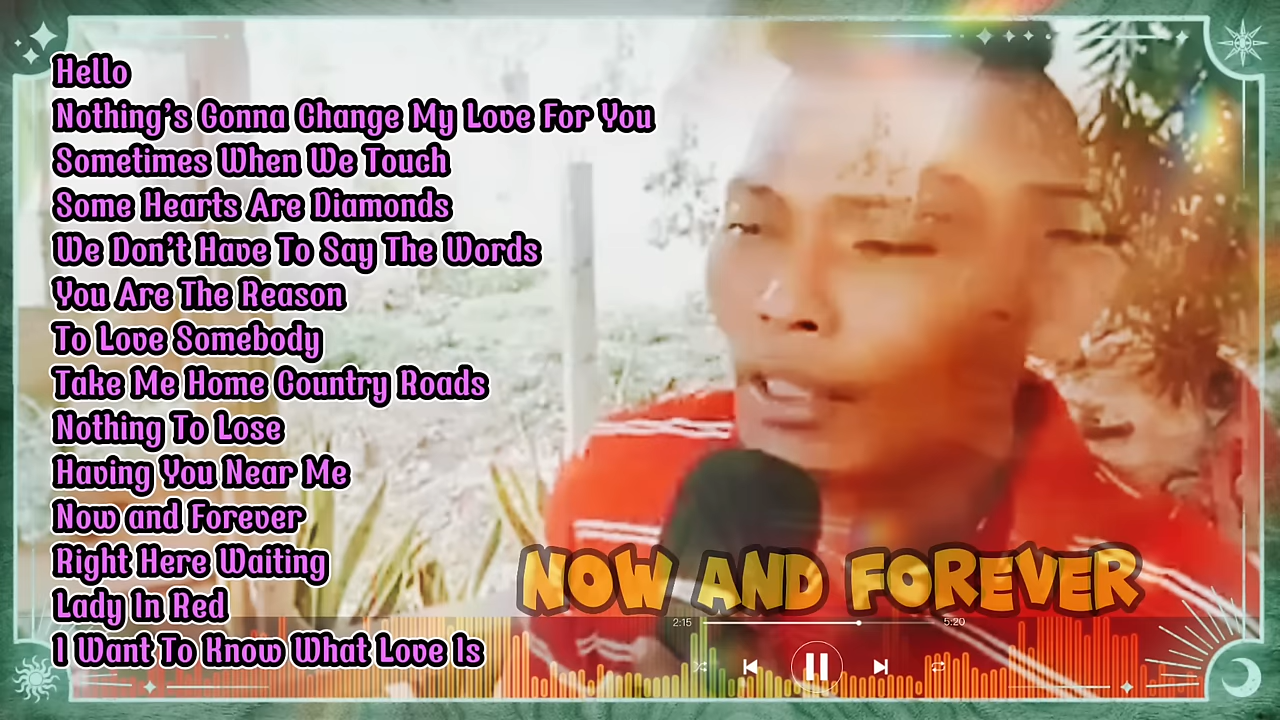 Hello
Nothing's Gonna Change My Love For You
Sometimes When We Touch
Some Hearts Are Diamonds
We Don't Have To Say The Words
You Are The Reason
To Love Somebody
Take Me Home Country Roads
Nothing To Lose
Having You Near Me
Now and Forever
Right Here Waiting
Lady In Red
I Want To Know What Love Is
NOW AND FOREVER
2:15 5:20